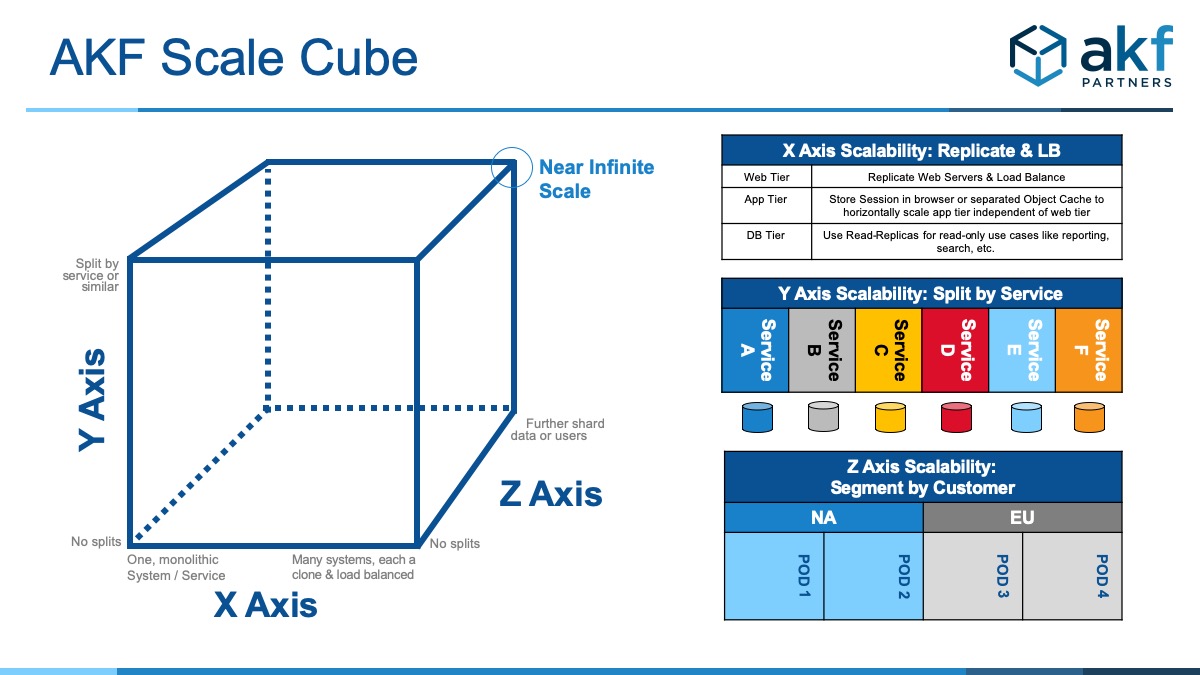 AKF Scale Cube
akf
PARTNERS
Near Infinite
Scale
Split by
service or
similar
Y Axis
Further shard
data or users
Z Axis
No splits
No splits
One, monolithic
System / Service
Many systems, each a
clone & load balanced
X Axis
X Axis Scalability: Replicate & LB
Web Tier
Replicate Web Servers & Load Balance
App Tier
Store Session in browser or separated Object Cache to
horizontally scale app tier independent of web tier
DB Tier
Use Read-Replicas for read-only use cases like reporting,
search, etc.
Y Axis Scalability: Split by Service
Service
A
Service
B
Service
C
Service
D
Service
E
Service
F
Z Axis Scalability:
Segment by Customer
NA
EU
POD 1
POD 2
POD 3
POD 4